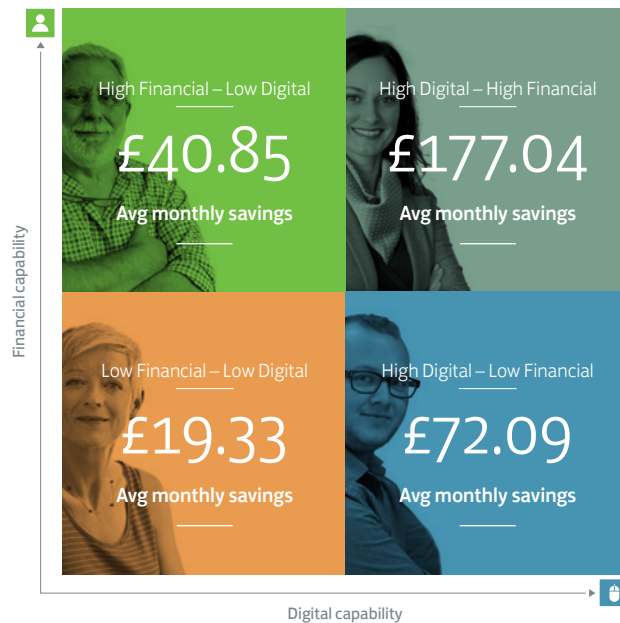 High Financial – Low Digital
£40.85
Avg monthly savings
High Digital – High Financial
£177.04
Avg monthly savings
Financial capability
Low Financial – Low Digital
£19.33
Avg monthly savings
High Digital – Low Financial
£72.09
Avg monthly savings
Digital capability